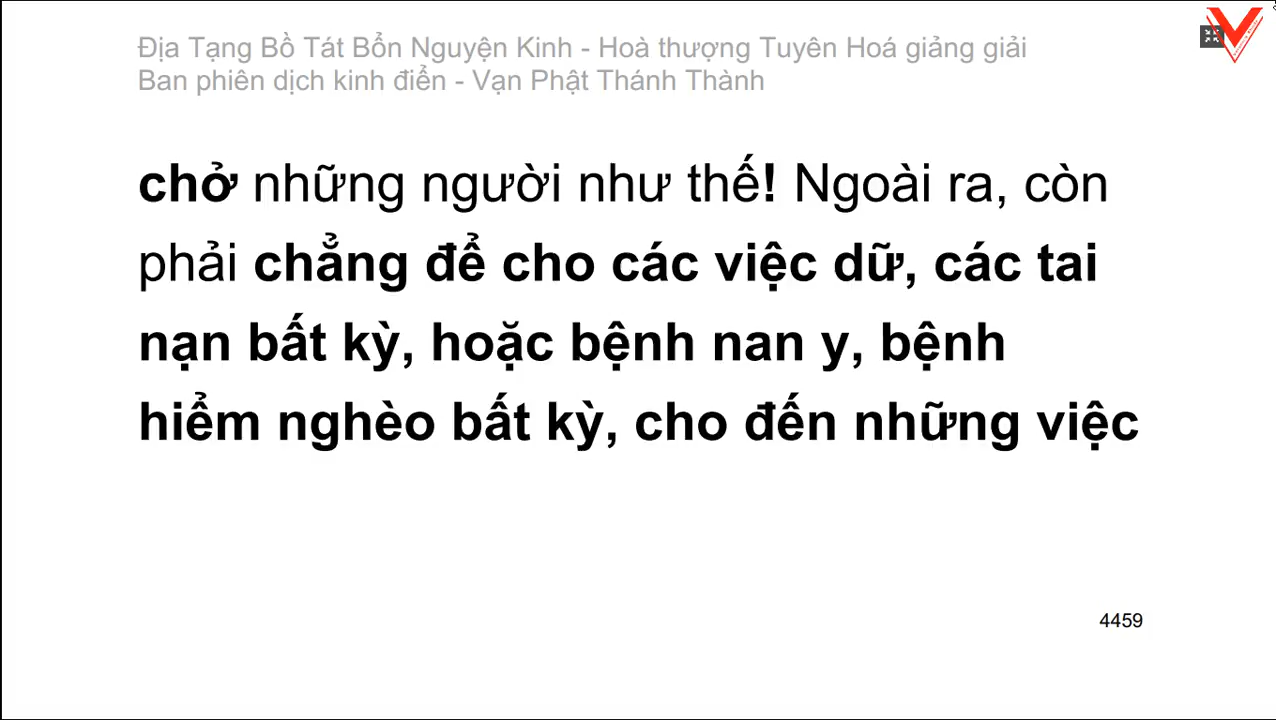 Địa Tạng Bồ Tát Bổn Nguyện Kinh - Hoà thượng Tuyên Hoá giảng giải
Ban phiên dịch kinh điển - Vạn Phật Thánh Thành
chở những người như thế! Ngoài ra, còn
phải chẳng để cho các việc dữ, các tai
nạn bất kỳ, hoặc bệnh nan y, bệnh
hiểm nghèo bất kỳ, cho đến những việc
4459